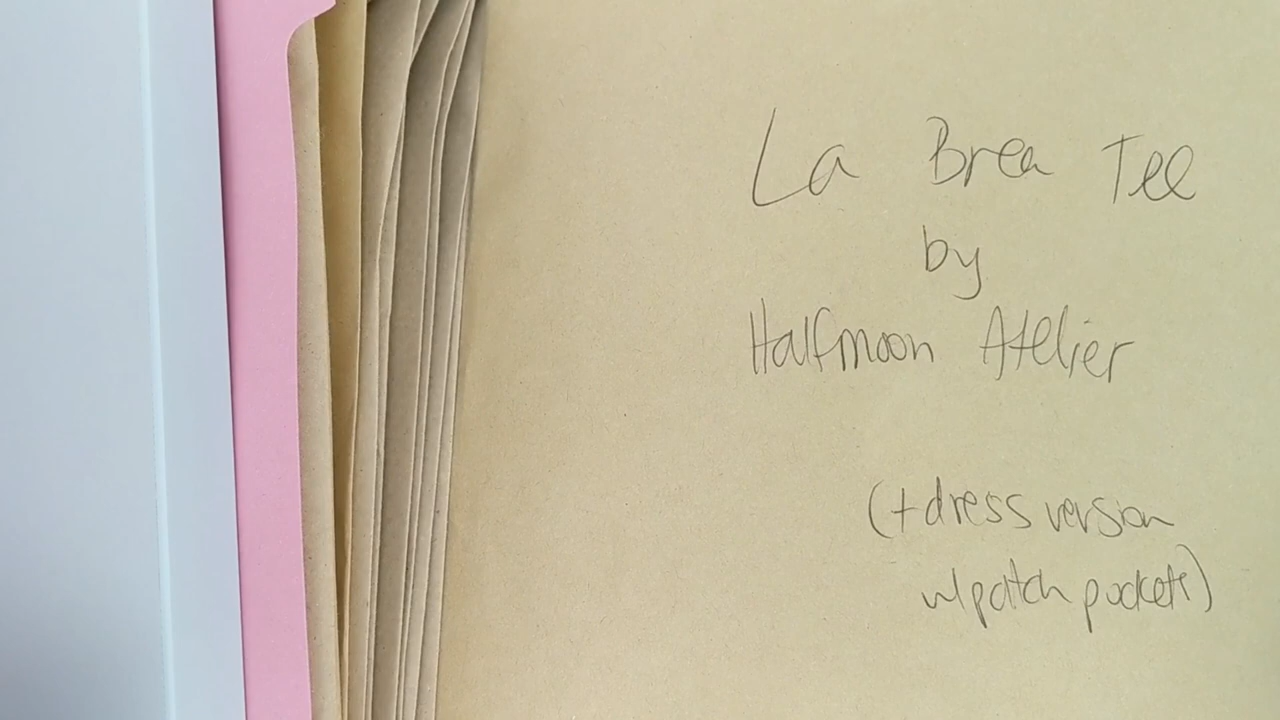 La Brea Tee
by
Halfmoon Atelier
(+dress version
w/patch pockets)